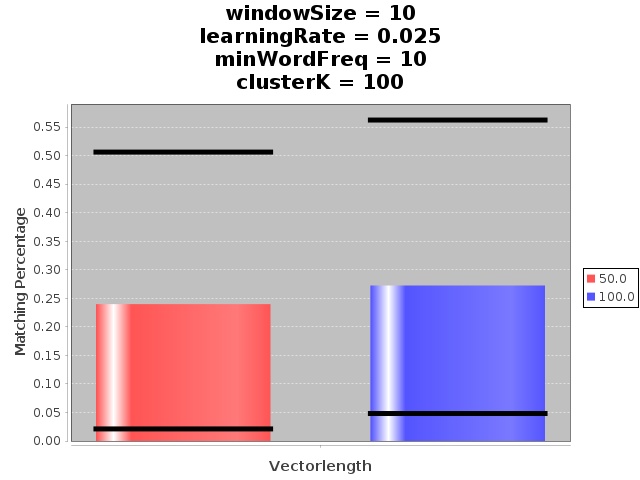 windowSize = 10
learningRate = 0.025
minWordFreq = 10
clusterK = 100
0.55
0.50
0.45
0.40
0.35
0.30
0.25
0.20
0.15
0.10
0.05
0.00
Matching Percentage
Vectorlength
50.0
100.0